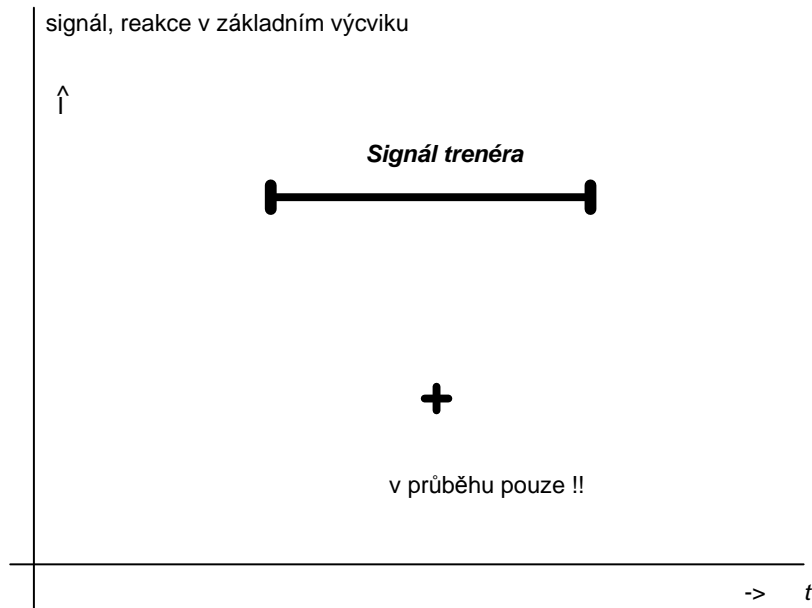 signál, reakce v základním výcviku
^
I
Signál trenéra
+
v průběhu pouze !!
-> t